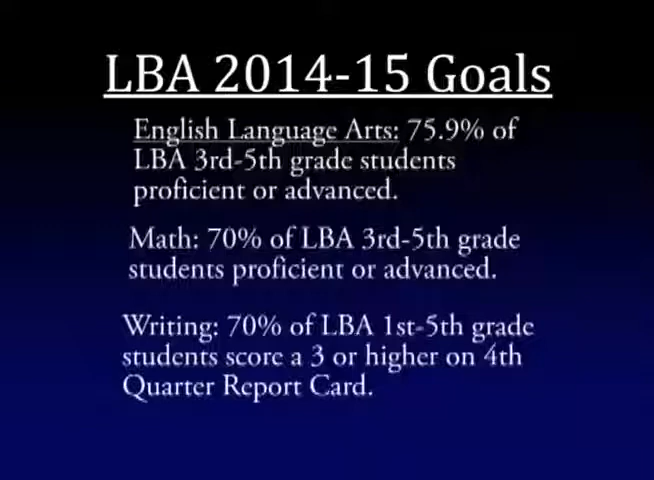 LBA 2014-15 Goals
English Language Arts: 75.9% of
LBA 3rd-5th grade students
proficient or advanced.
Math: 70% of LBA 3rd-5th grade
students proficient or advanced.
Writing: 70% of LBA 1st-5th grade
students score a 3 or higher on 4th
Quarter Report Card.